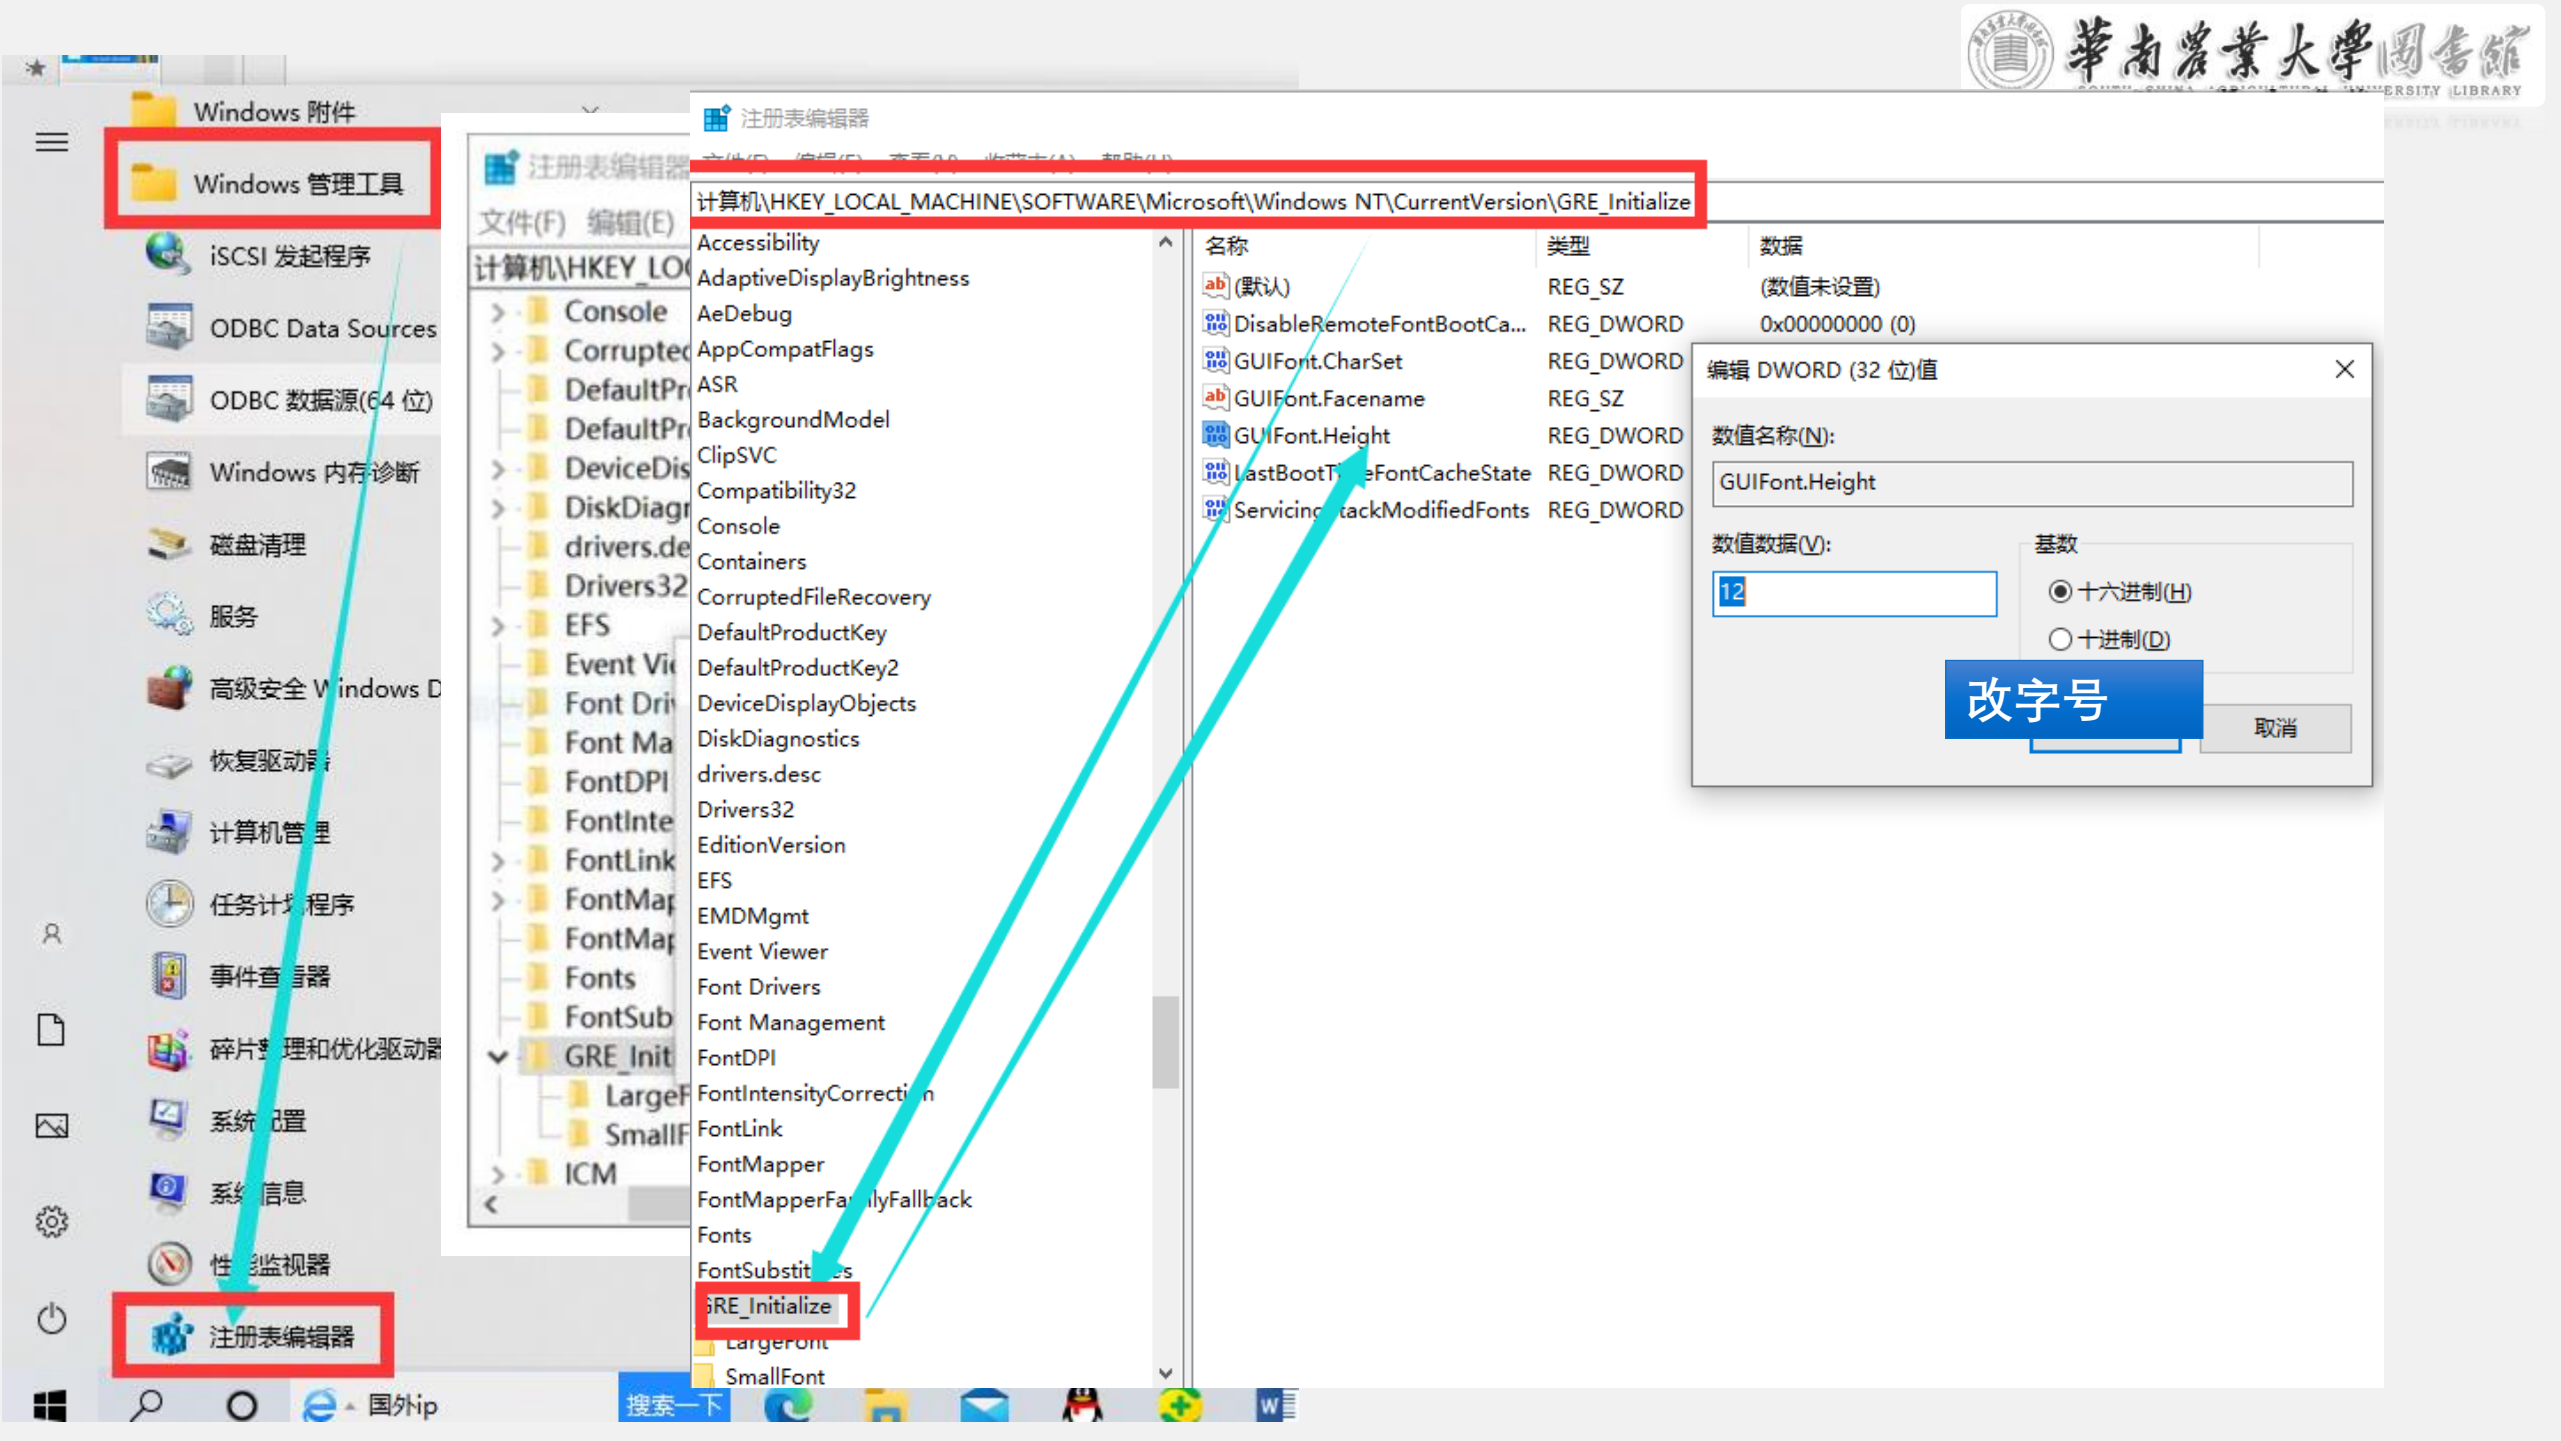 華南農業大學圖書館
ERSITY LIBRARY
Windows 附件
Windows 管理工具
iSCSI 发起程序
ODBC Data Sources
ODBC 数据源(64 位)
Windows 内存诊断
磁盘清理
服务
高级安全 Windows D
恢复驱动器
计算机管理
任务计划程序
事件查看器
碎片整理和优化驱动器
系统配置
系统信息
性能监视器
注册表编辑器
国外ip
搜索一下
注册表编辑器
文件(F) 编辑(E)
计算机\HKEY_LO
Console
Corrupted
DefaultPr
DefaultPr
DeviceDis
DiskDiagn
drivers.de
Drivers32
EFS
Event Vie
Font Driv
Font Ma
FontDPI
FontInte
FontLink
FontMap
FontMap
Fonts
FontSub
GRE_Init
LargeF
SmallF
ICM
注册表编辑器
计算机\HKEY_LOCAL_MACHINE\SOFTWARE\Microsoft\Windows NT\CurrentVersion\GRE_Initialize
Accessibility
AdaptiveDisplayBrightness
AeDebug
AppCompatFlags
ASR
BackgroundModel
ClipSVC
Compatibility32
Console
Containers
CorruptedFileRecovery
DefaultProductKey
DefaultProductKey2
DeviceDisplayObjects
DiskDiagnostics
drivers.desc
Drivers32
EditionVersion
EFS
EMDMgmt
Event Viewer
Font Drivers
Font Management
FontDPI
FontIntensityCorrection
FontLink
FontMapper
FontMapperFamilyFallback
Fonts
FontSubstitutes
GRE_Initialize
LargeFont
SmallFont
名称 类型 数据
(默认) REG_SZ (数值未设置)
DisableRemoteFontBootCa... REG_DWORD 0x00000000 (0)
GUIFont.CharSet REG_DWORD
GUIFont.Facename REG_SZ
GUIFont.Height REG_DWORD
LastBootTimeFontCacheState REG_DWORD
ServicingStackModifiedFonts REG_DWORD
编辑 DWORD (32 位)值
数值名称(N):
GUIFont.Height
数值数据(V):
12
基数
十六进制(H)
十进制(D)
改字号
取消